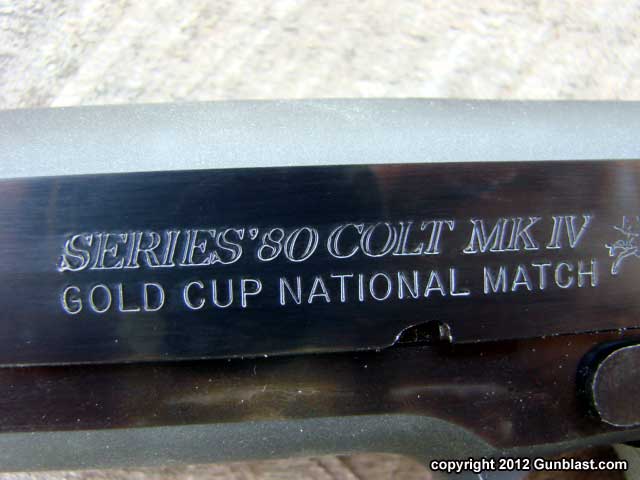 SERIES'80 COLT MK IV
GOLD CUP NATIONAL MATCH
copyright 2012 Gunblast.com